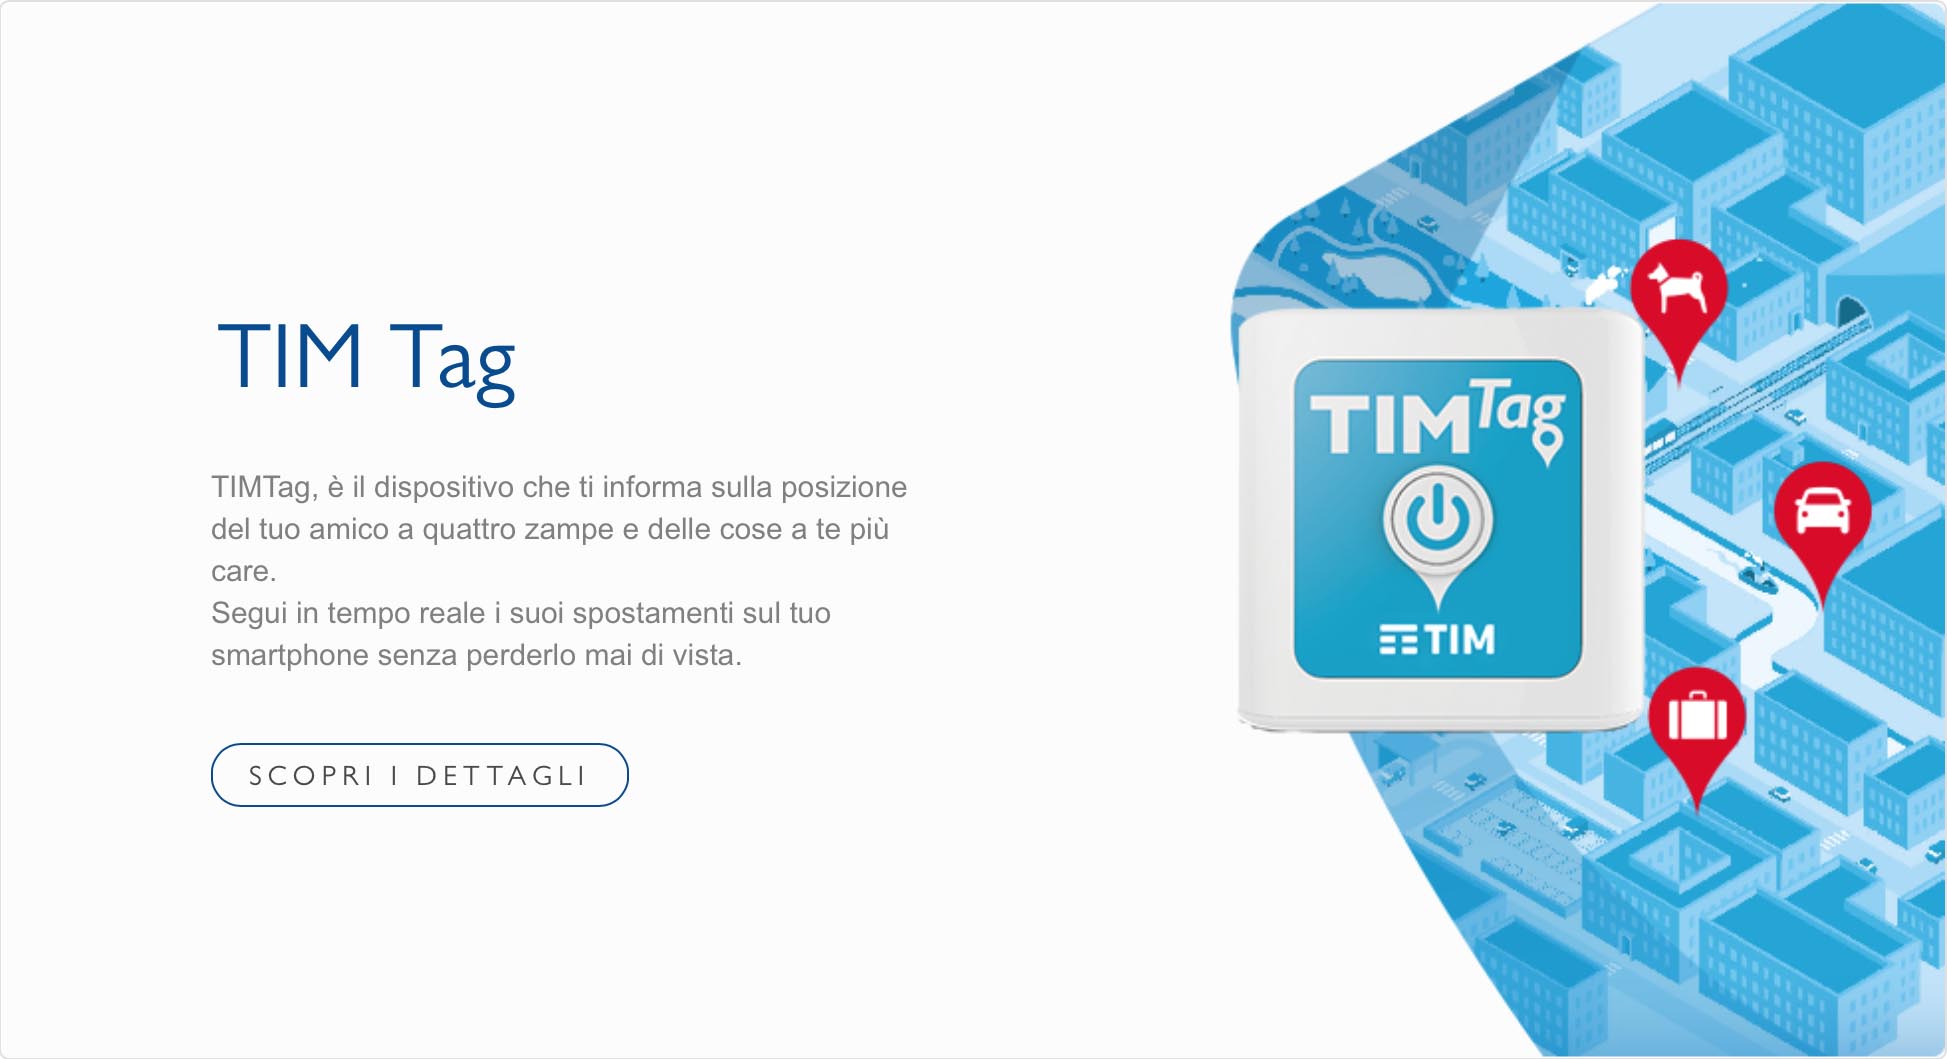 TIM Tag
TIMTag, è il dispositivo che ti informa sulla posizione
del tuo amico a quattro zampe e delle cose a te più
care.
Segui in tempo reale i suoi spostamenti sul tuo
smartphone senza perderlo mai di vista.
SCOPRI I DETTAGLI
TIMTag
TIM